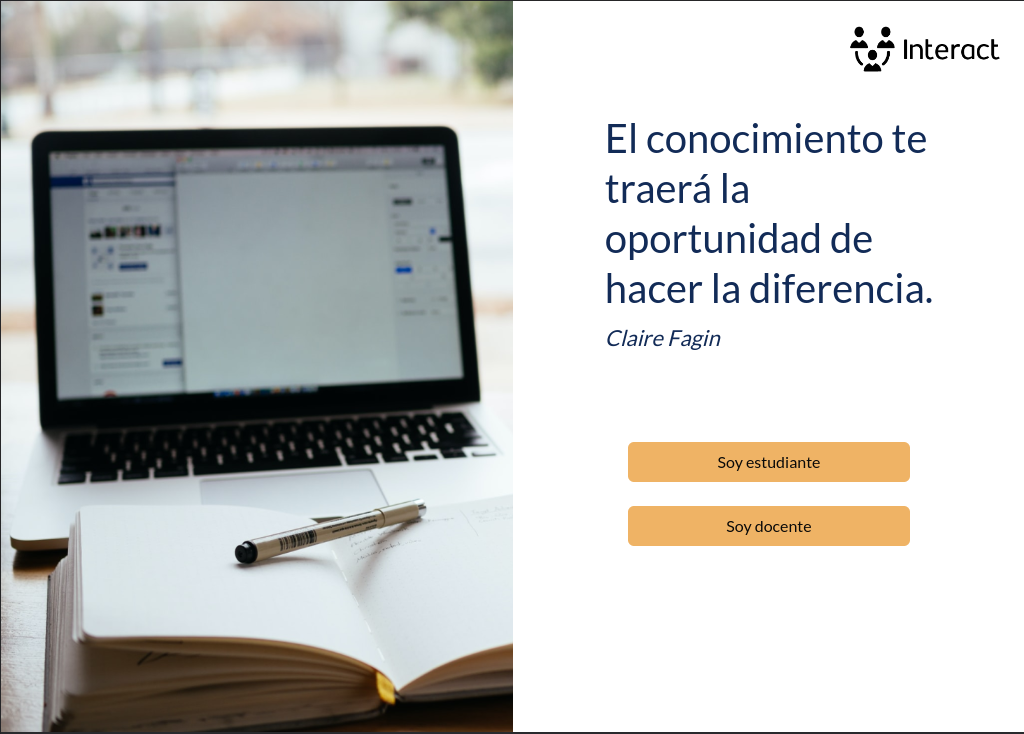 Interact
El conocimiento te
traerá la
oportunidad de
hacer la diferencia.
Claire Fagin
Soy estudiante
Soy docente